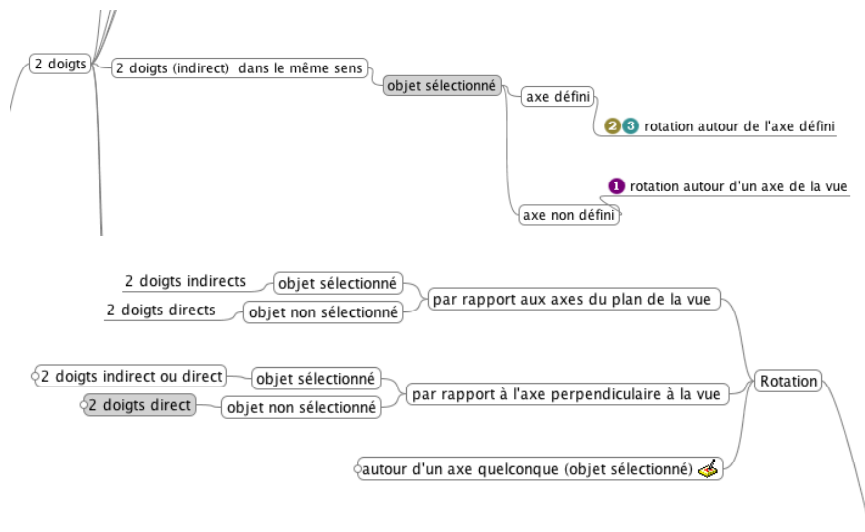 2 doigts
2 doigts (indirect) dans le même sens
objet sélectionné
axe défini
2 3 rotation autour de l'axe défini
1 rotation autour d'un axe de la vue
axe non défini
2 doigts indirects
objet sélectionné
par rapport aux axes du plan de la vue
2 doigts directs
objet non sélectionné
2 doigts indirect ou direct
objet sélectionné
par rapport à l'axe perpendiculaire à la vue
Rotation
2 doigts direct
objet non sélectionné
autour d'un axe quelconque (objet sélectionné)